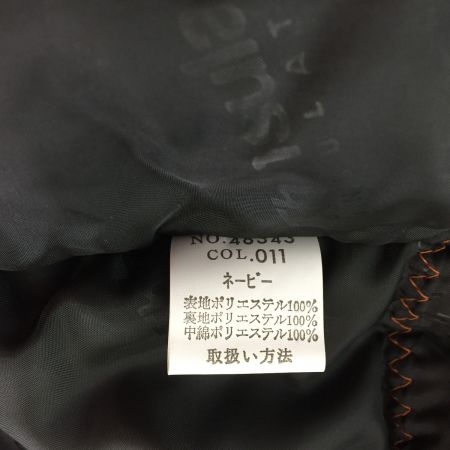 NO.48343
COL.011
ネービー
表地ポリエステル100%
裏地ポリエステル100%
中綿ポリエステル100%
取扱い方法